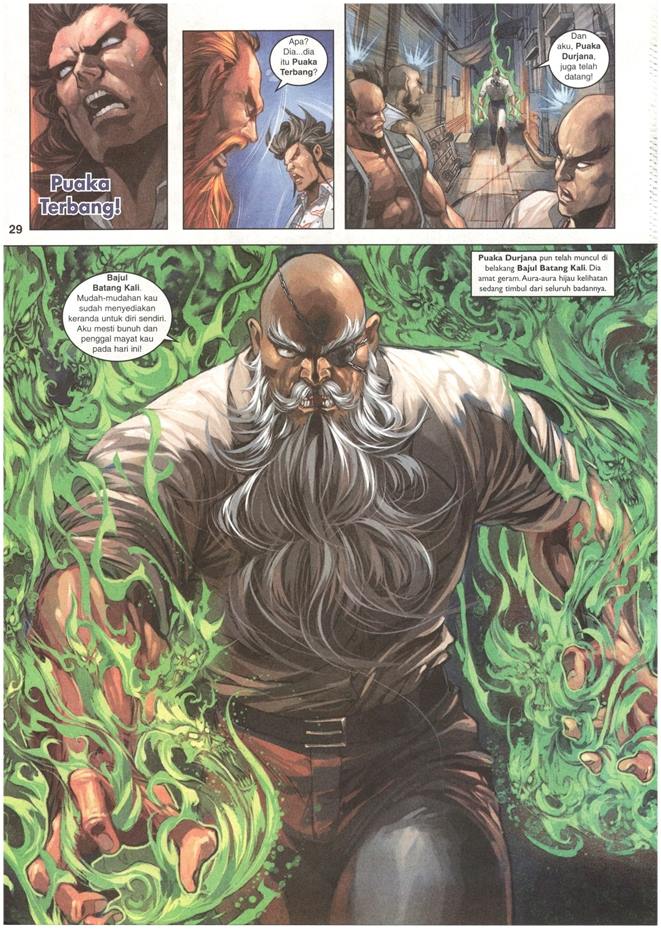 Puaka
Terbang!
Apa?
Dia...dia
itu Puaka
Terbang?
Dan
aku, Puaka
Durjana,
juga telah
datang!
29
Bajul
Batang Kali.
Mudah-mudahan kau
sudah menyediakan
keranda untuk diri sendiri.
Aku mesti bunuh dan
penggal mayat kau
pada hari ini!
Puaka Durjana pun telah muncul di
belakang Bajul Batang Kali. Dia
amat geram. Aura-aura hijau kelihatan
sedang timbul dari seluruh badannya.